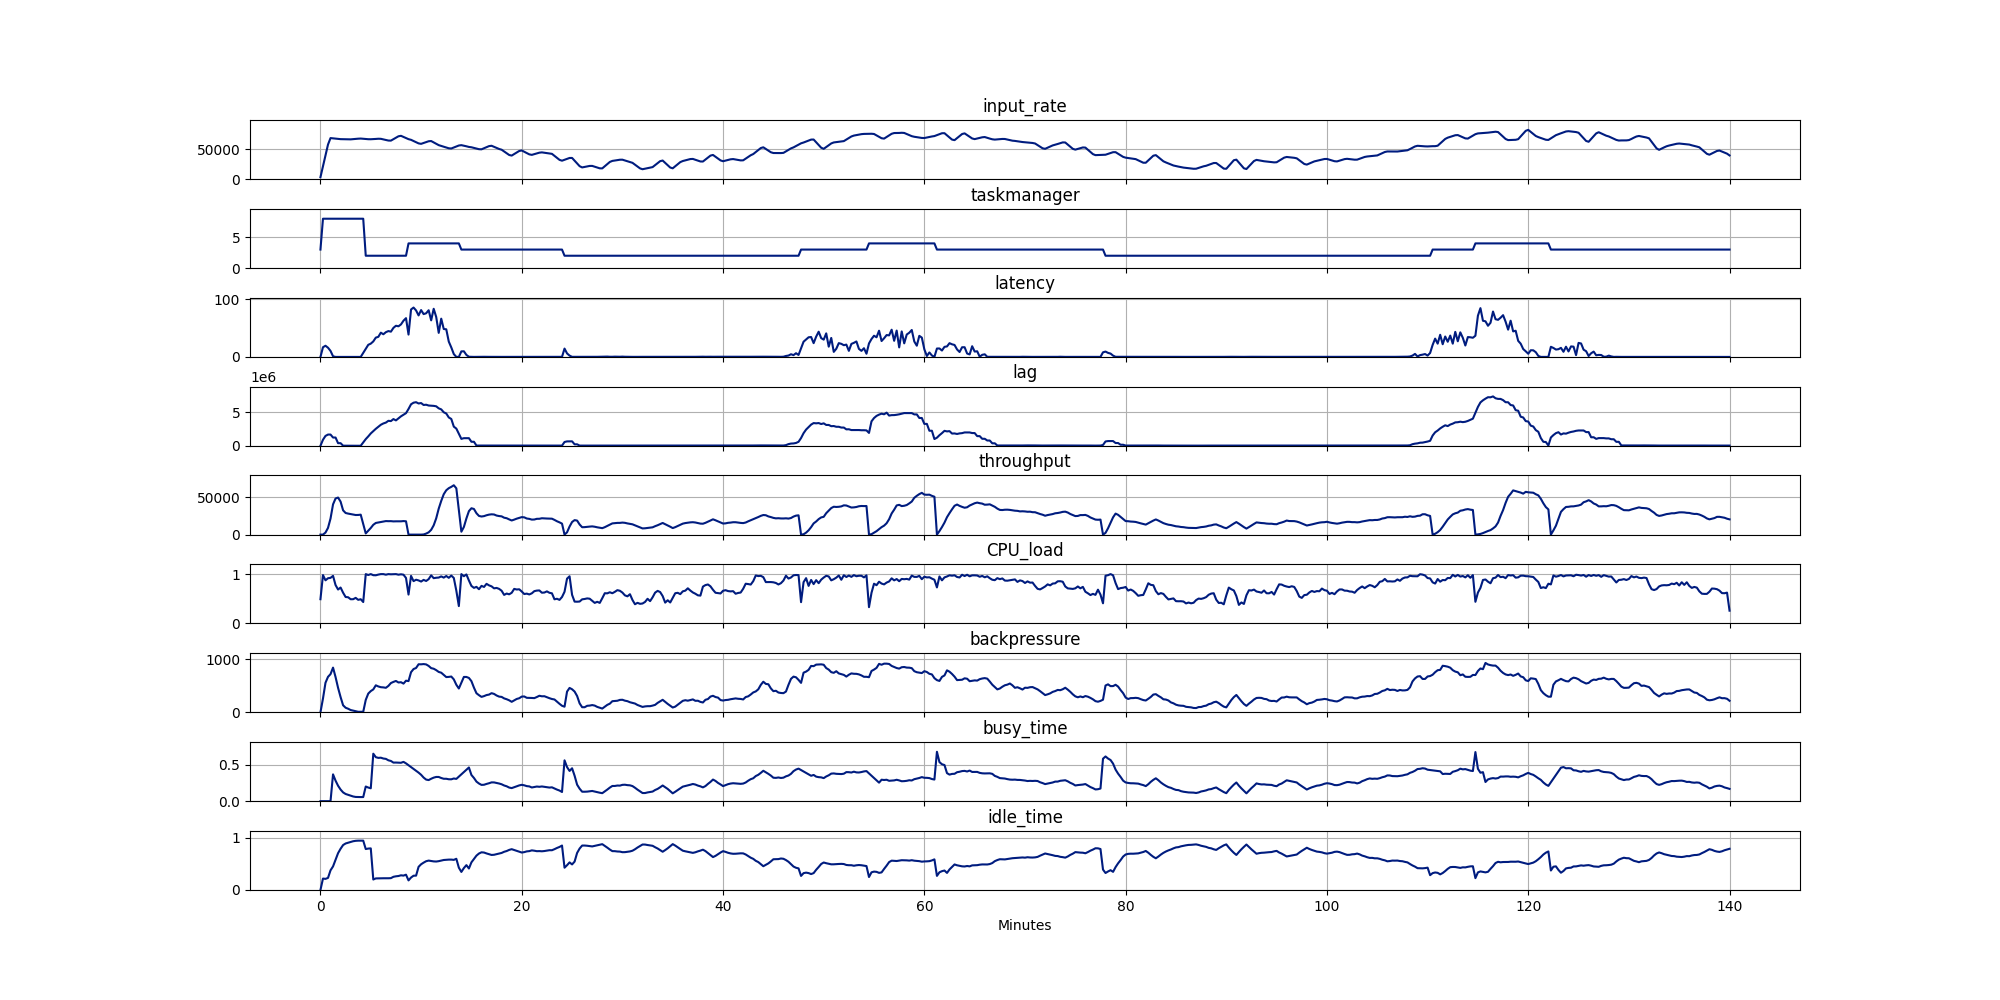 input_rate
50000
0
taskmanager
5
0
latency
100
0
1e6
lag
5
0
throughput
50000
0
CPU_load
1
0
backpressure
1000
0
busy_time
0.5
0.0
idle_time
1
0
0 20 40 60 80 100 120 140
Minutes